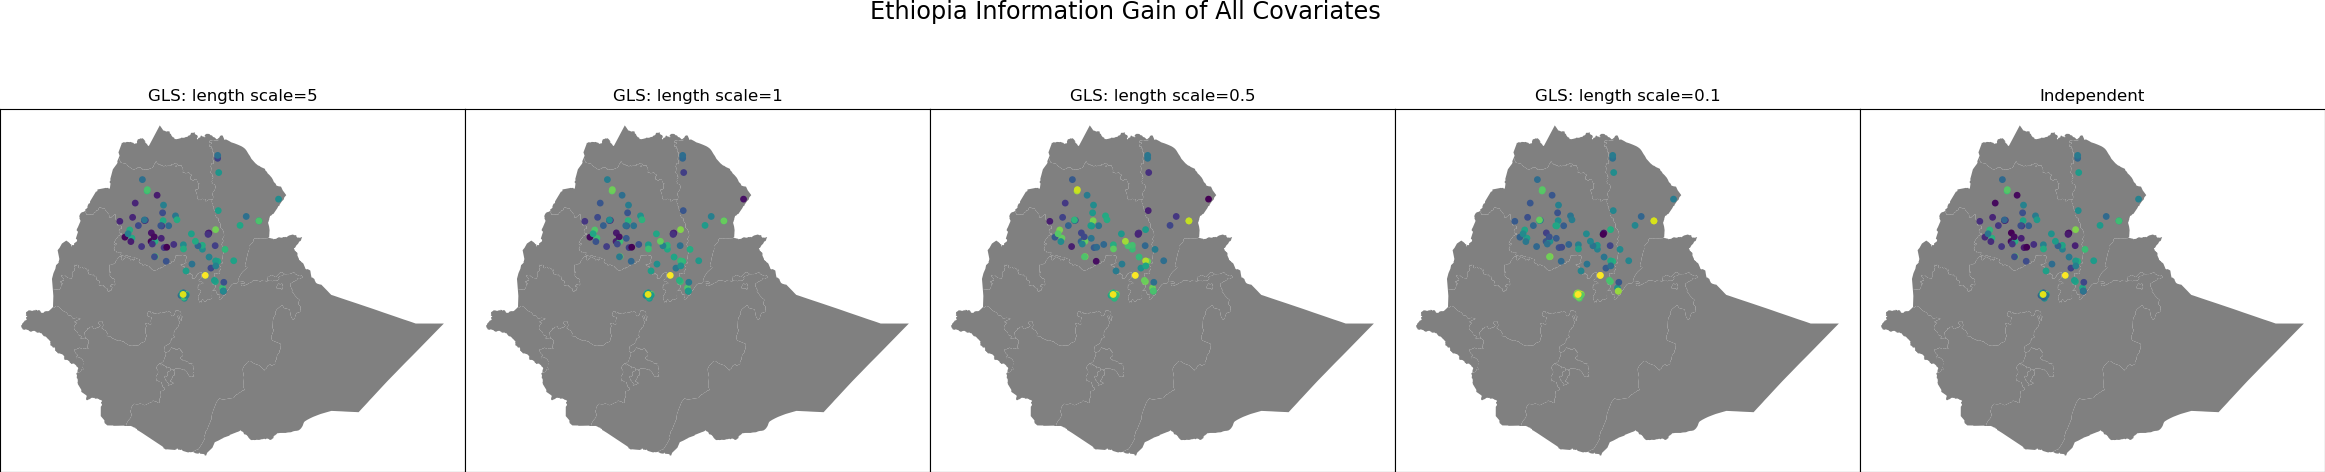 Ethiopia Information Gain of All Covariates
GLS: length scale=5
GLS: length scale=1
GLS: length scale=0.5
GLS: length scale=0.1
Independent